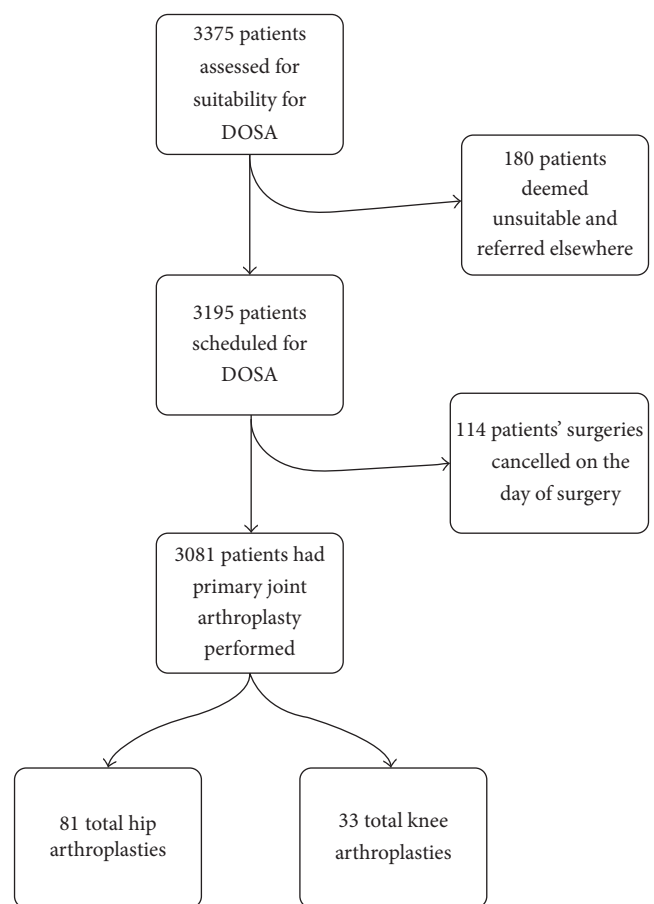 3375 patients
assessed for
suitability for
DOSA
180 patients
deemed
unsuitable and
referred elsewhere
3195 patients
scheduled for
DOSA
114 patients’ surgeries
cancelled on the
day of surgery
3081 patients had
primary joint
arthroplasty
performed
81 total hip
arthroplasties
33 total knee
arthroplasties